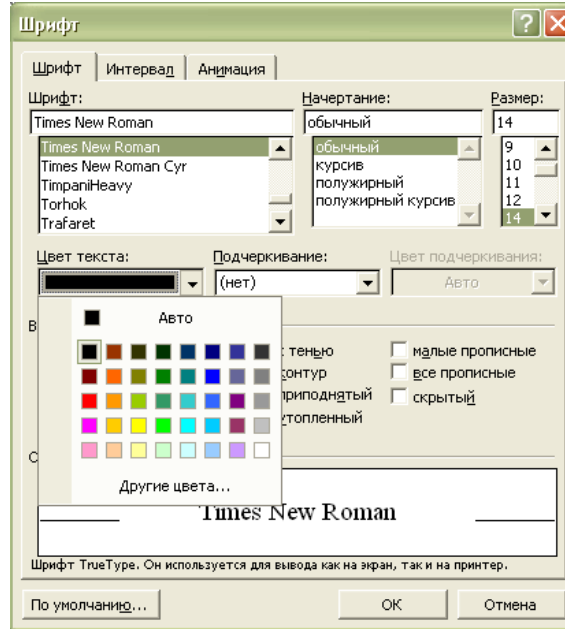 Шрифт
Шрифт Интервал Анимация
Шрифт: Начертание: Размер:
Times New Roman обычный 14
Times New Roman обычный 9
Times New Roman Cyr курсив 10
TimpaniHeavy полужирный 11
Torhok полужирный курсив 12
Trafaret 14
Цвет текста: Подчеркивание: Цвет подчеркивания:
(нет) Авто
Авто
В
тенью малые прописные
контур все прописные
приподнятый скрытый
утопленный
О
Другие цвета...
Times New Roman
Шрифт TrueType. Он используется для вывода как на экран, так и на принтер.
По умолчанию... ОК Отмена